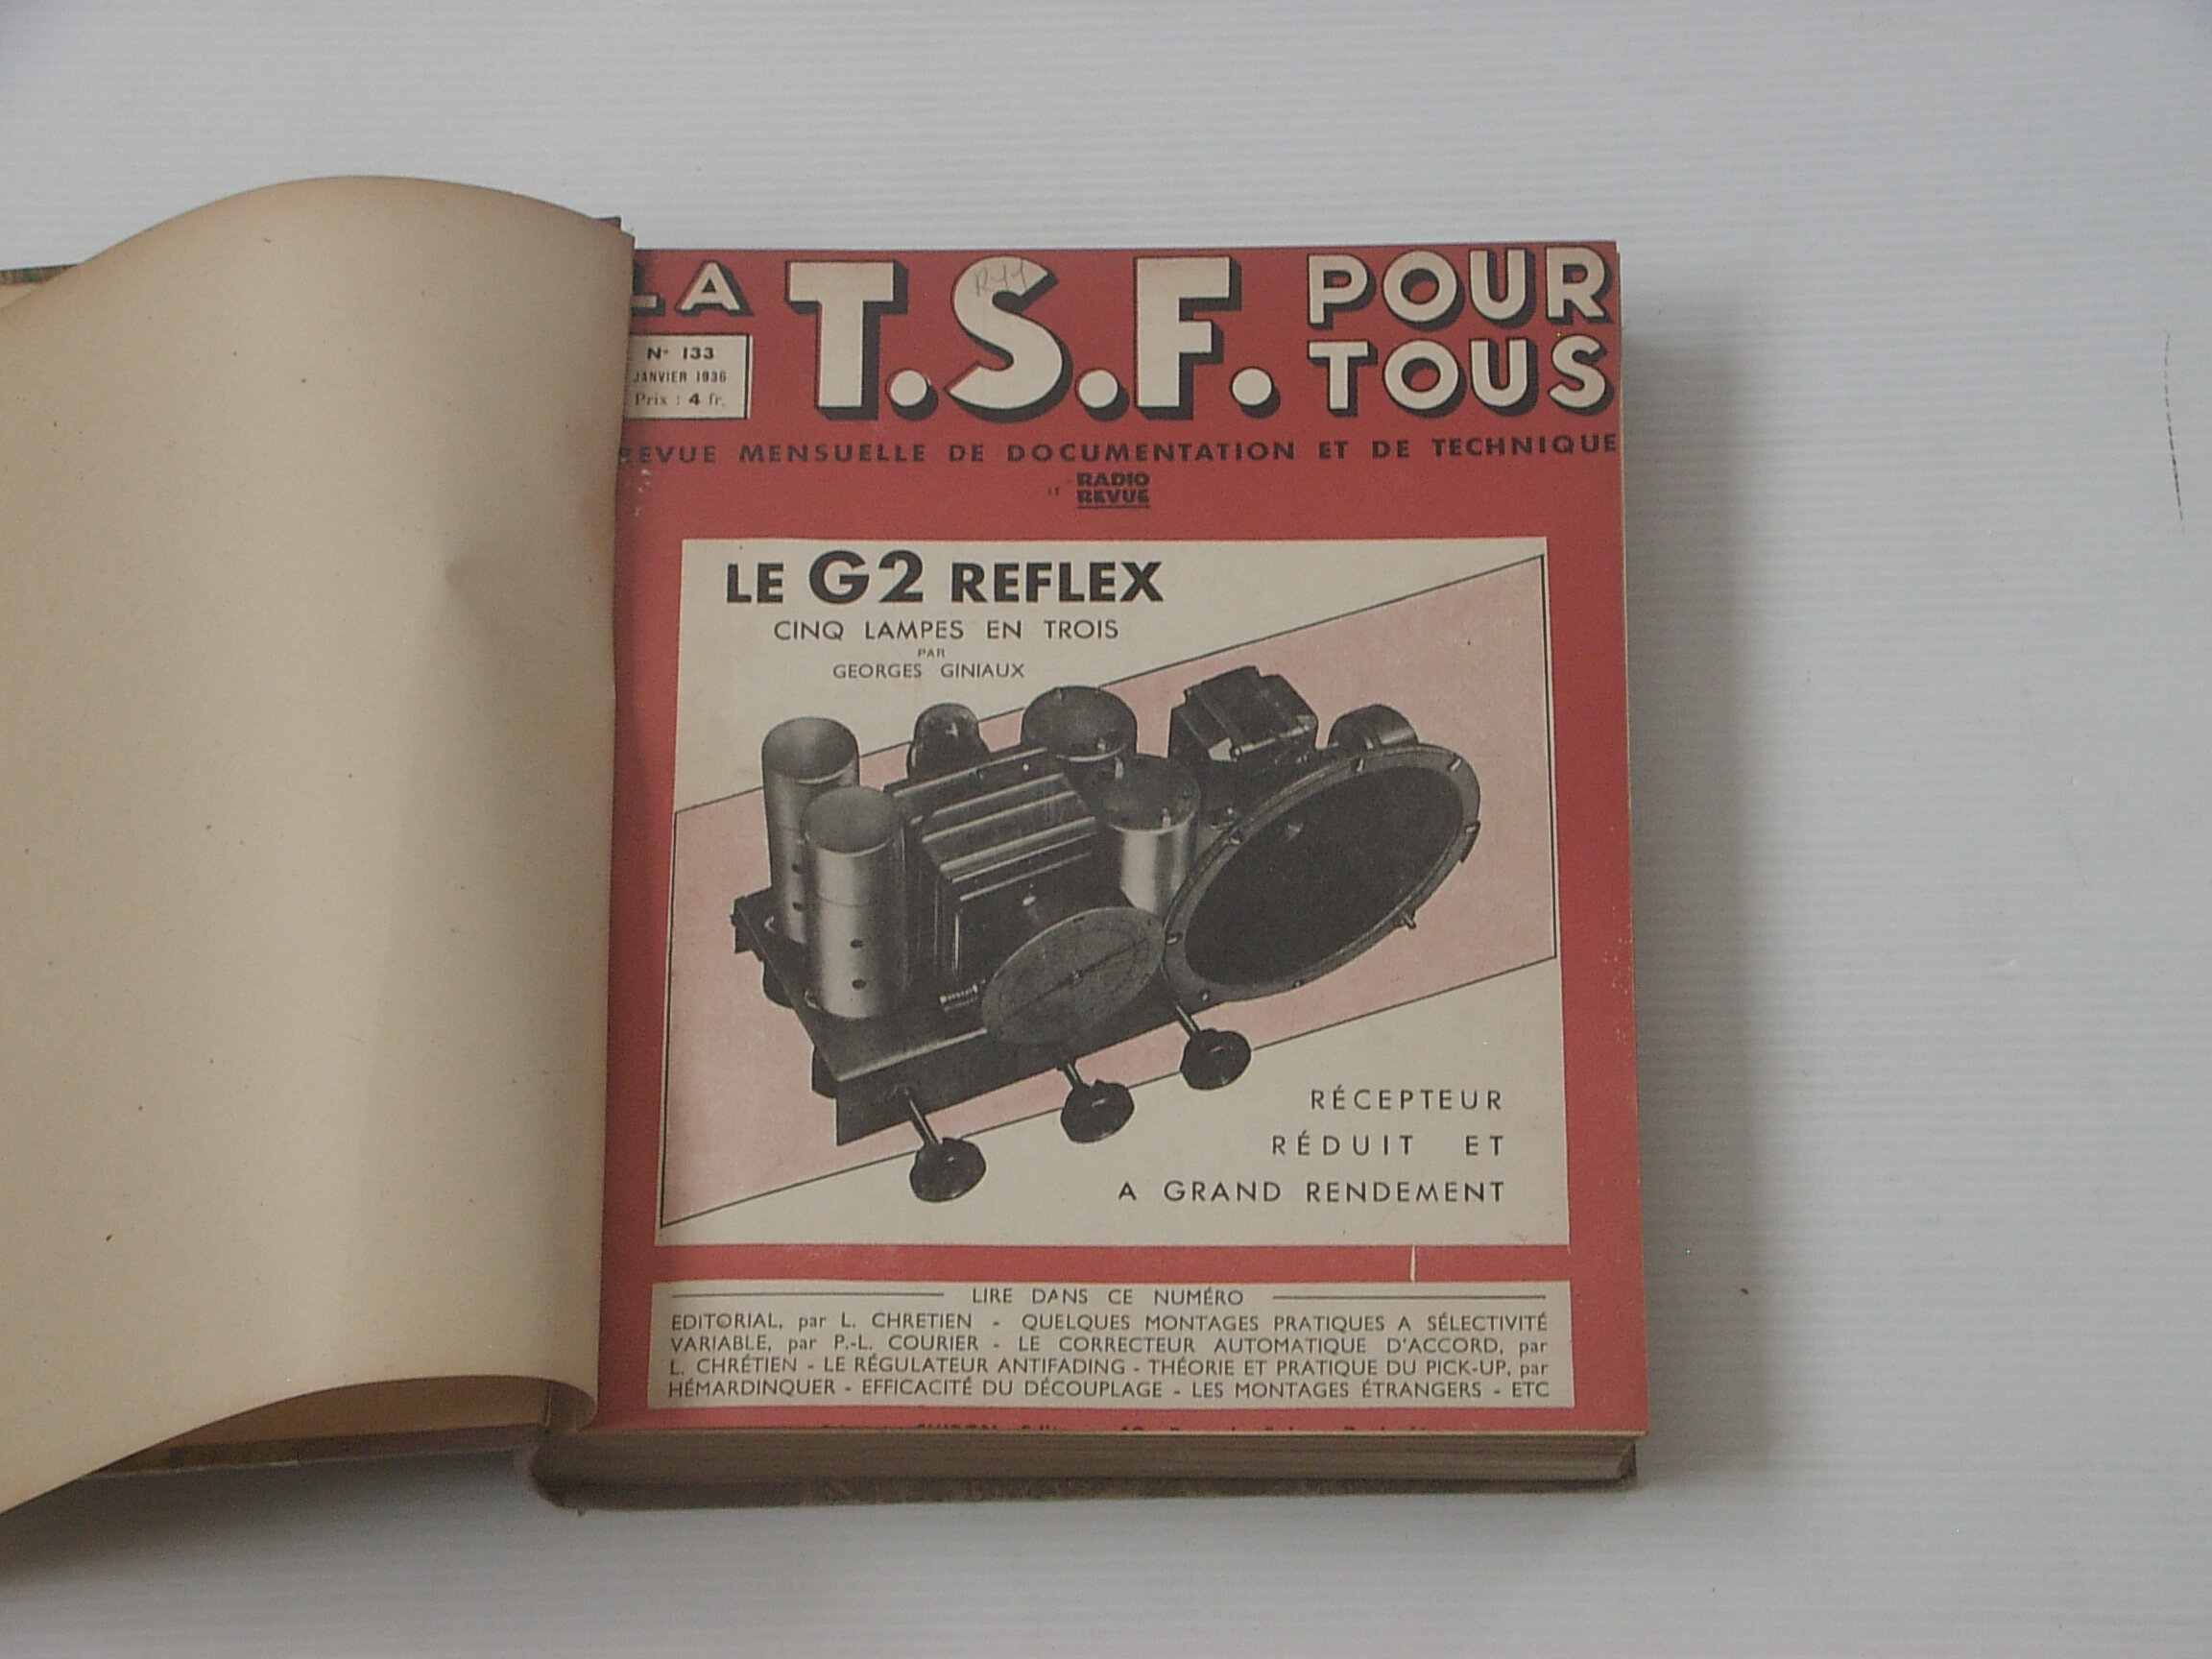 LA T.S.F. POUR TOUS
N° 133
JANVIER 1936
Prix : 4 fr.
REVUE MENSUELLE DE DOCUMENTATION ET DE TECHNIQUE
RADIO
REVUE
LE G2 REFLEX
CINQ LAMPES EN TROIS
PAR
GEORGES GINIAUX
RÉCEPTEUR
RÉDUIT ET
A GRAND RENDEMENT
LIRE DANS CE NUMÉRO
EDITORIAL, par L. CHRETIEN - QUELQUES MONTAGES PRATIQUES A SÉLECTIVITÉ
VARIABLE, par P.-L. COURIER - LE CORRECTEUR AUTOMATIQUE D'ACCORD, par
L. CHRÉTIEN - LE RÉGULATEUR ANTIFADING - THÉORIE ET PRATIQUE DU PICK-UP, par
HÉMARDINQUER - EFFICACITÉ DU DÉCOUPLAGE - LES MONTAGES ÉTRANGERS - ETC